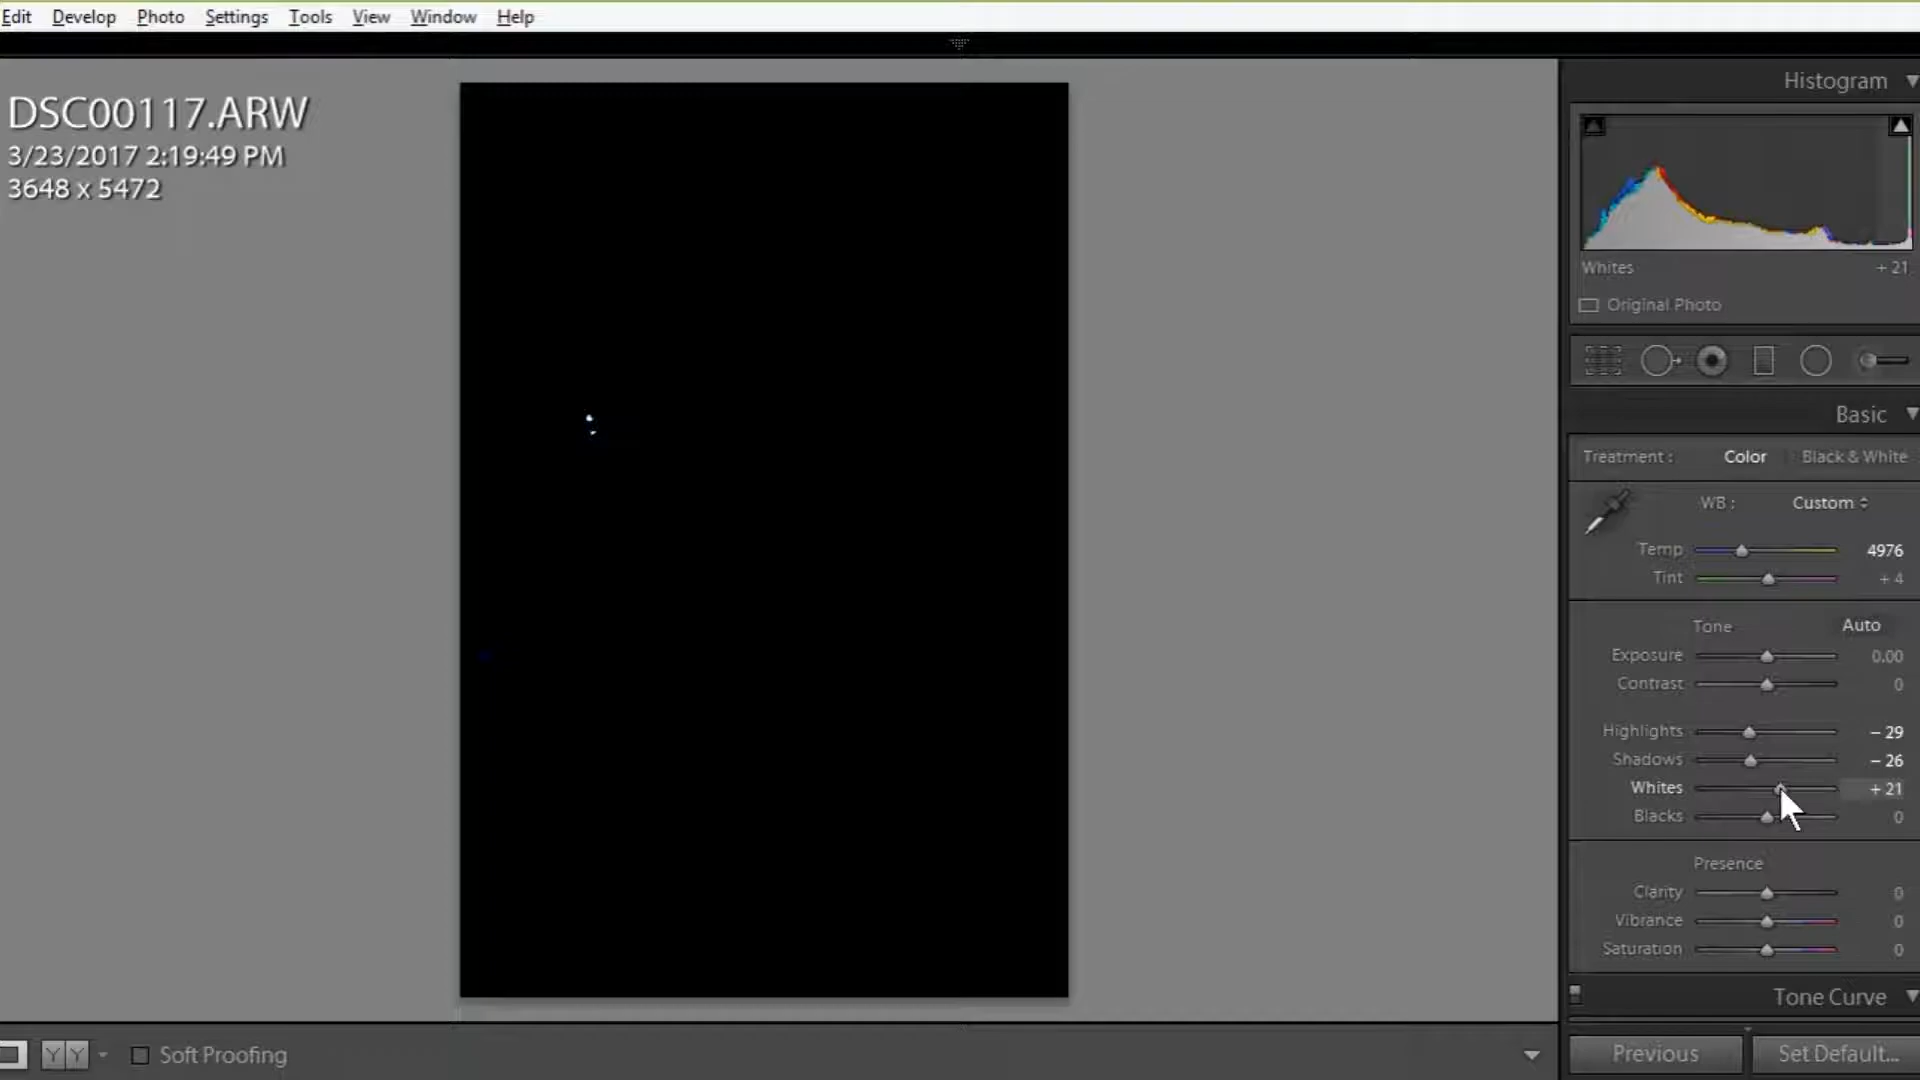 Edit Develop Photo Settings Tools View Window Help
DSC00117.ARW
3/23/2017 2:19:49 PM
3648 x 5472
Histogram
Whites + 21
Original Photo
Basic
Treatment : Color Black & White
WB : Custom
Temp 4976
Tint + 4
Tone Auto
Exposure 0.00
Contrast 0
Highlights − 29
Shadows − 26
Whites + 21
Blacks 0
Presence
Clarity 0
Vibrance 0
Saturation 0
Tone Curve
Y Y Soft Proofing
Previous Set Default...